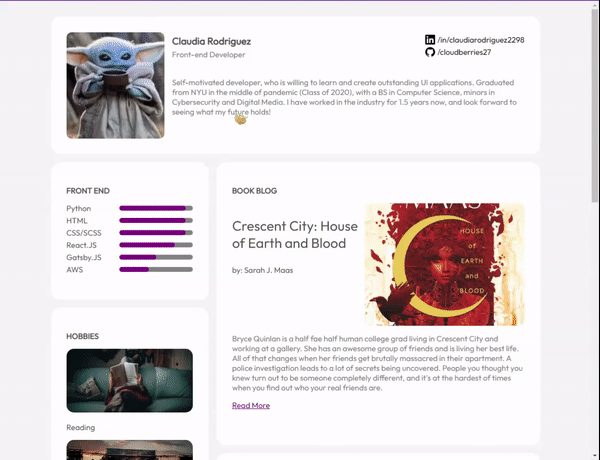 Claudia Rodriguez
Front-end Developer
/in/claudiarodriguez2298
/cloudberries27
Self-motivated developer, who is willing to learn and create outstanding UI applications. Graduated
from NYU in the middle of pandemic (Class of 2020), with a BS in Computer Science, minors in
Cybersecurity and Digital Media. I have worked in the industry for 1.5 years now, and look forward to
seeing what my future holds!
FRONT END
Python
HTML
CSS/SCSS
React.JS
Gatsby.JS
AWS
HOBBIES
Reading
BOOK BLOG
Crescent City: House
of Earth and Blood
by: Sarah J. Maas
MAAS
HOUSE
of
EARTH
and
BLOOD
Bryce Quinlan is a half fae half human college grad living in Crescent City and
working at a gallery. She has an awesome group of friends and is living her best life.
All of that changes when her friends get brutally massacred in their apartment. A
police investigation leads to a lot of secrets being uncovered. People you thought you
knew turn out to be someone completely different, and it's at the hardest of times
when you find out who your real friends are.
Read More